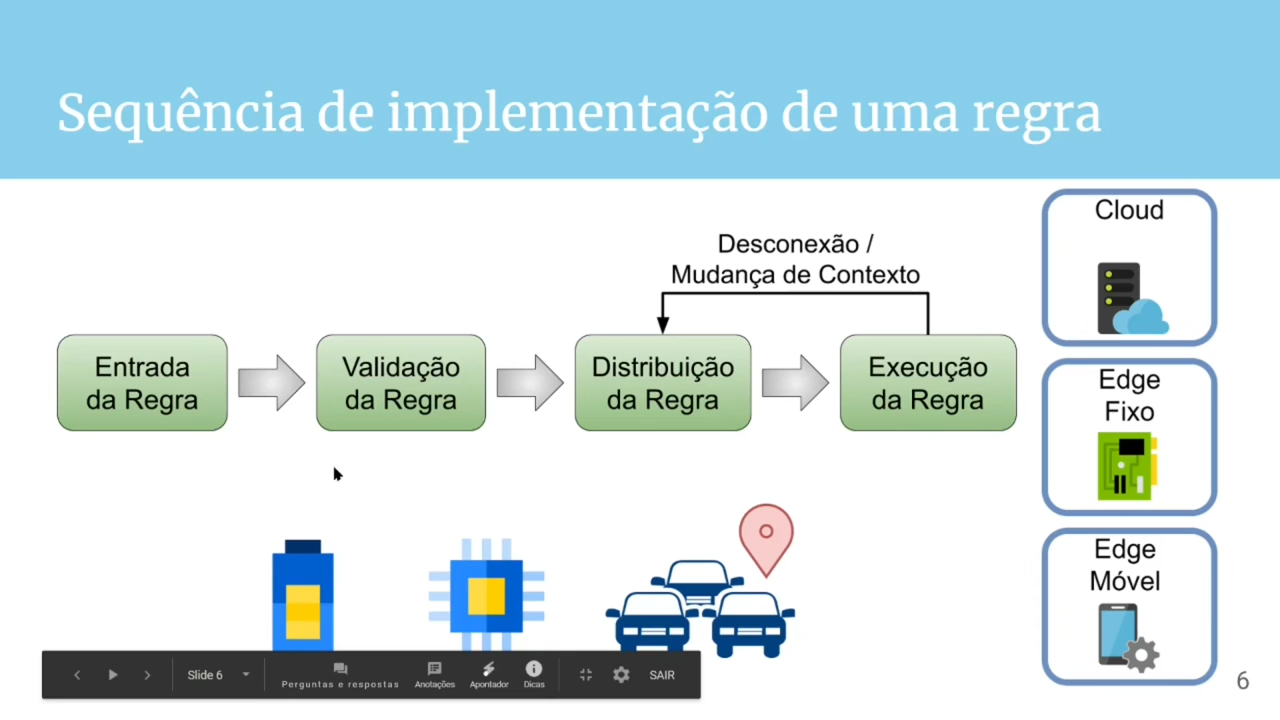 Sequência de implementação de uma regra
Cloud
Desconexão /
Mudança de Contexto
Entrada
da Regra
Validação
da Regra
Distribuição
da Regra
Execução
da Regra
Edge
Fixo
Edge
Móvel
Slide 6
Perguntas e respostas
Anotações
Apontador
Dicas
SAIR
6